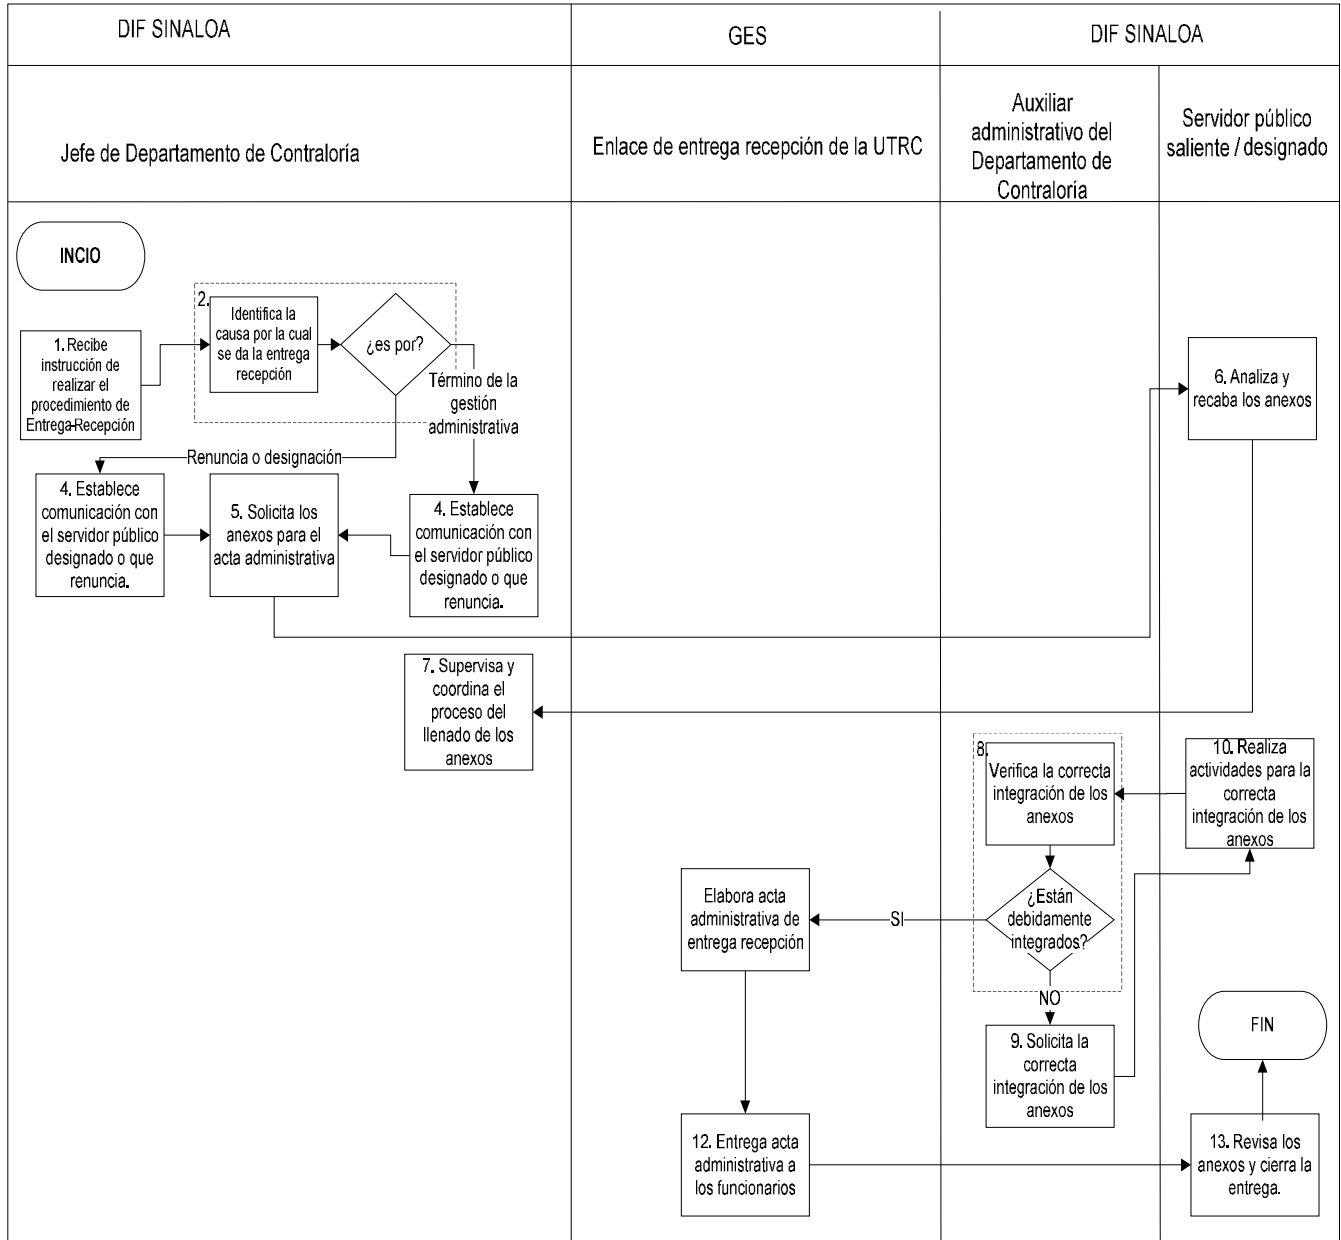 DIF SINALOA
GES
DIF SINALOA
Jefe de Departamento de Contraloría
Enlace de entrega recepción de la UTRC
Auxiliar
administrativo del
Departamento de
Contraloría
Servidor público
saliente / designado
INCIO
1. Recibe
instrucción de
realizar el
procedimiento de
Entrega-Recepción
2.
Identifica la
causa por la cual
se da la entrega
recepción
¿es por?
Término de la
gestión
administrativa
Renuncia o designación
4. Establece
comunicación con
el servidor público
designado o que
renuncia.
5. Solicita los
anexos para el
acta administrativa
4. Establece
comunicación con
el servidor público
designado o que
renuncia.
6. Analiza y
recaba los anexos
7. Supervisa y
coordina el
proceso del
llenado de los
anexos
8.
Verifica la correcta
integración de los
anexos
10. Realiza
actividades para la
correcta
integración de los
anexos
¿Están
debidamente
integrados?
SI
Elabora acta
administrativa de
entrega recepción
NO
9. Solicita la
correcta
integración de los
anexos
FIN
12. Entrega acta
administrativa a
los funcionarios
13. Revisa los
anexos y cierra la
entrega.